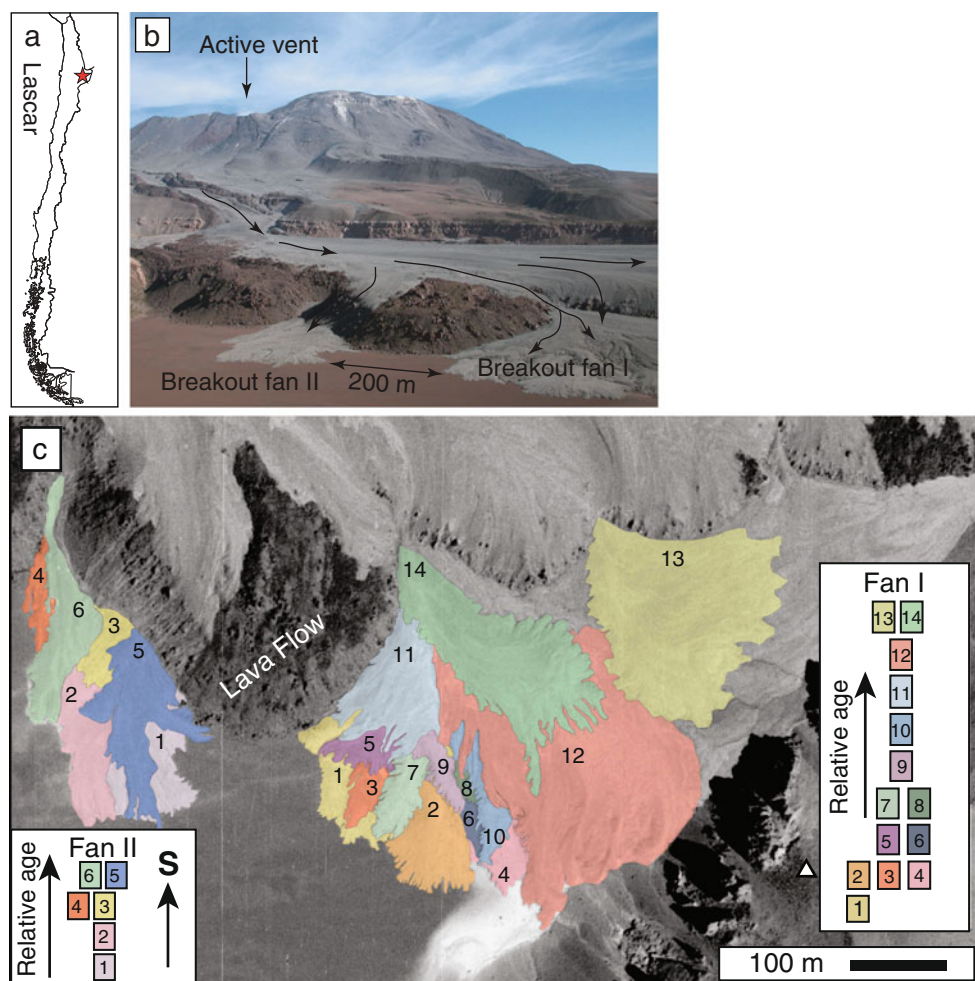 a
Lascar
b
Active vent
Breakout fan II
200 m
Breakout fan I
c
4
6
3
5
2
1
Lava Flow
14
13
11
12
5
1
3
7
9
2
8
6
10
4
Fan II
6 5
4 3
2
1
Relative age
S
Fan I
13 14
12
11
10
9
7 8
5 6
2 3 4
1
Relative age
100 m